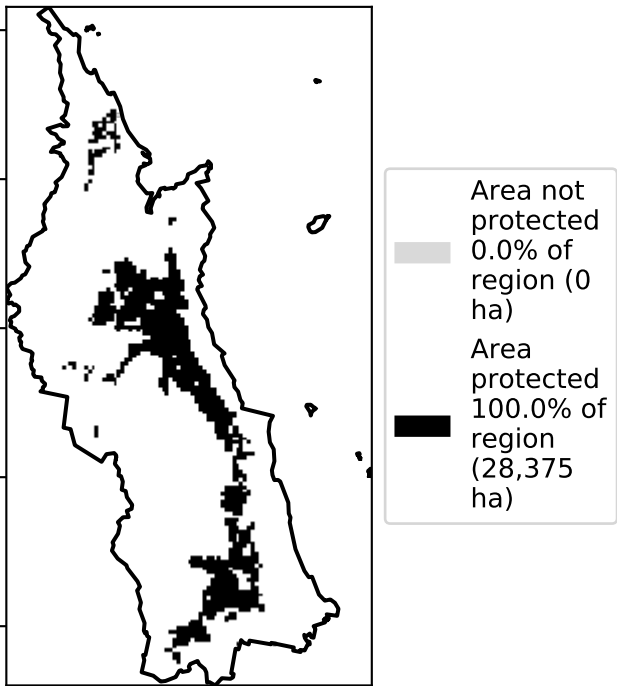 Area not
protected
0.0% of
region (0
ha)
Area
protected
100.0% of
region
(28,375
ha)